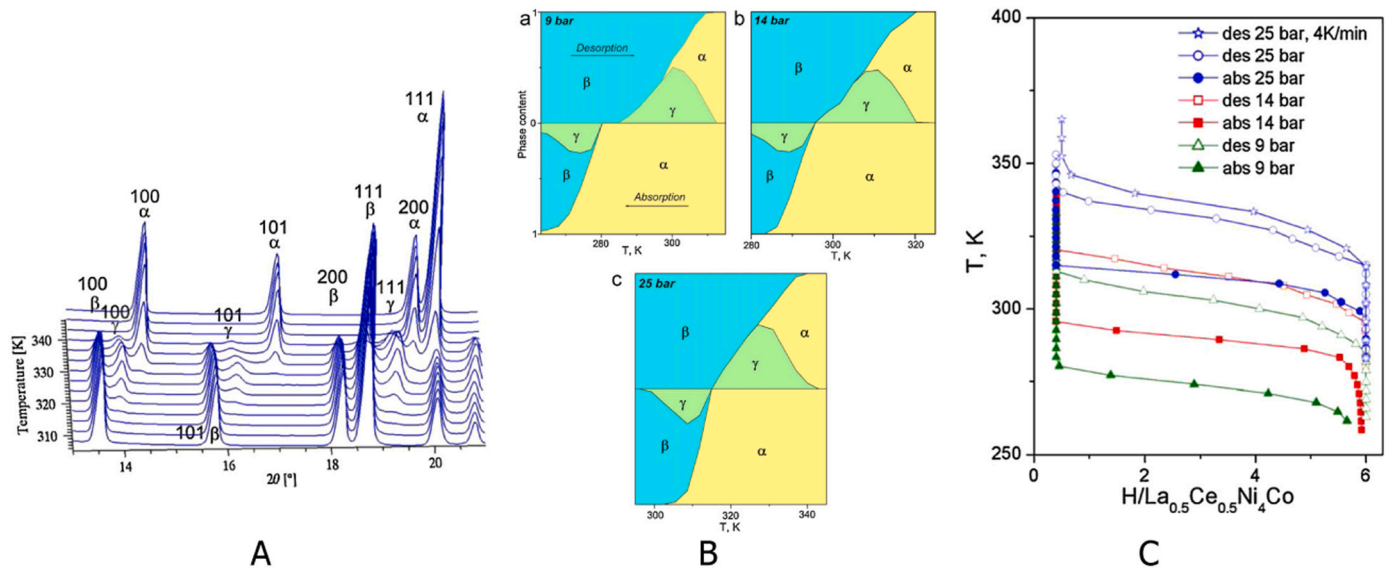 111
α
100
α
101
α
111
β
200
α
100
β
100
γ
101
γ
200
β
111
γ
101 β
Temperature [K]
340
330
320
310
14
16
18
20
2θ [°]
A
a
9 bar
Desorption
β
α
γ
γ
β
α
Absorption
Phase content
1
0
1
280
300
T, K
b
14 bar
β
α
γ
γ
β
α
280
300
320
T, K
c
25 bar
β
α
γ
γ
β
α
300
320
340
T, K
B
des 25 bar, 4K/min
des 25 bar
abs 25 bar
des 14 bar
abs 14 bar
des 9 bar
abs 9 bar
T, K
400
350
300
250
0
2
4
6
H/La0.5Ce0.5Ni4Co
C